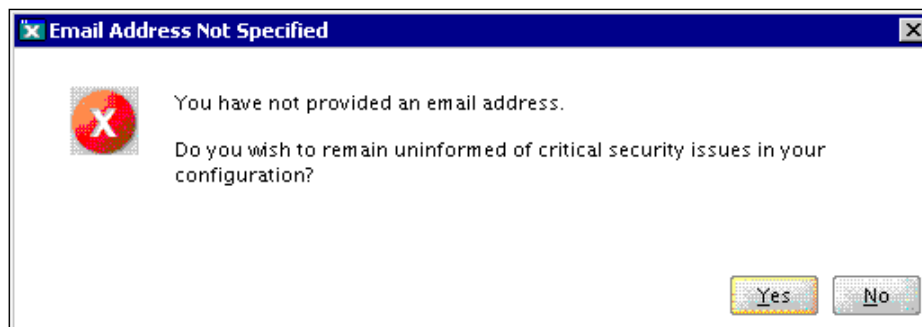 Email Address Not Specified
You have not provided an email address.
Do you wish to remain uninformed of critical security issues in your
configuration?
Yes No